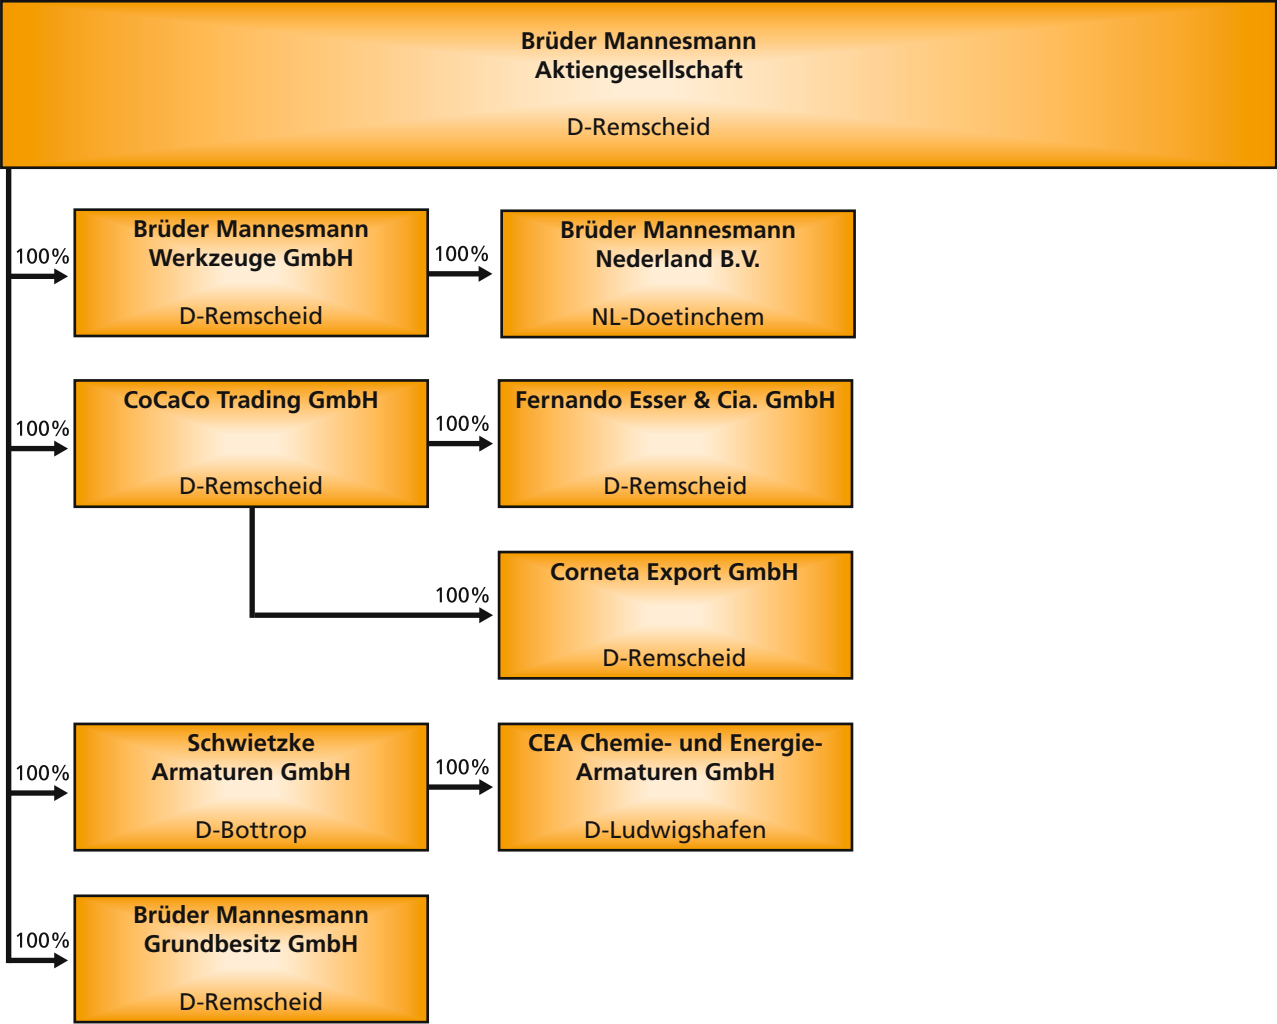 Brüder Mannesmann
Aktiengesellschaft
D-Remscheid
100%
Brüder Mannesmann
Werkzeuge GmbH
D-Remscheid
100%
Brüder Mannesmann
Nederland B.V.
NL-Doetinchem
100%
CoCaCo Trading GmbH
D-Remscheid
100%
Fernando Esser & Cia. GmbH
D-Remscheid
100%
Corneta Export GmbH
D-Remscheid
100%
Schwietzke
Armaturen GmbH
D-Bottrop
100%
CEA Chemie- und Energie-
Armaturen GmbH
D-Ludwigshafen
100%
Brüder Mannesmann
Grundbesitz GmbH
D-Remscheid